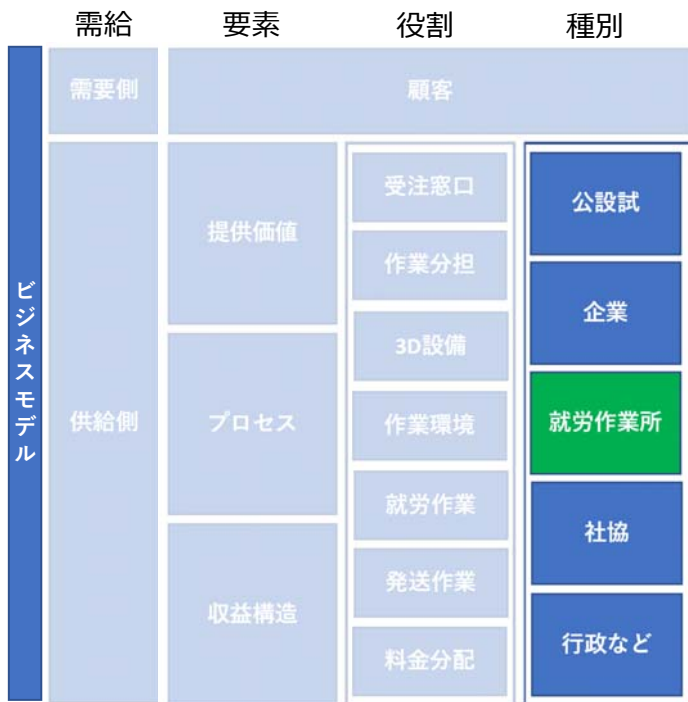 需給
要素
役割
種別
ビジネスモデル
需要側
顧客
供給側
提供価値
プロセス
収益構造
受注窓口
作業分担
3D設備
作業環境
就労作業
発送作業
料金分配
公設試
企業
就労作業所
社協
行政など